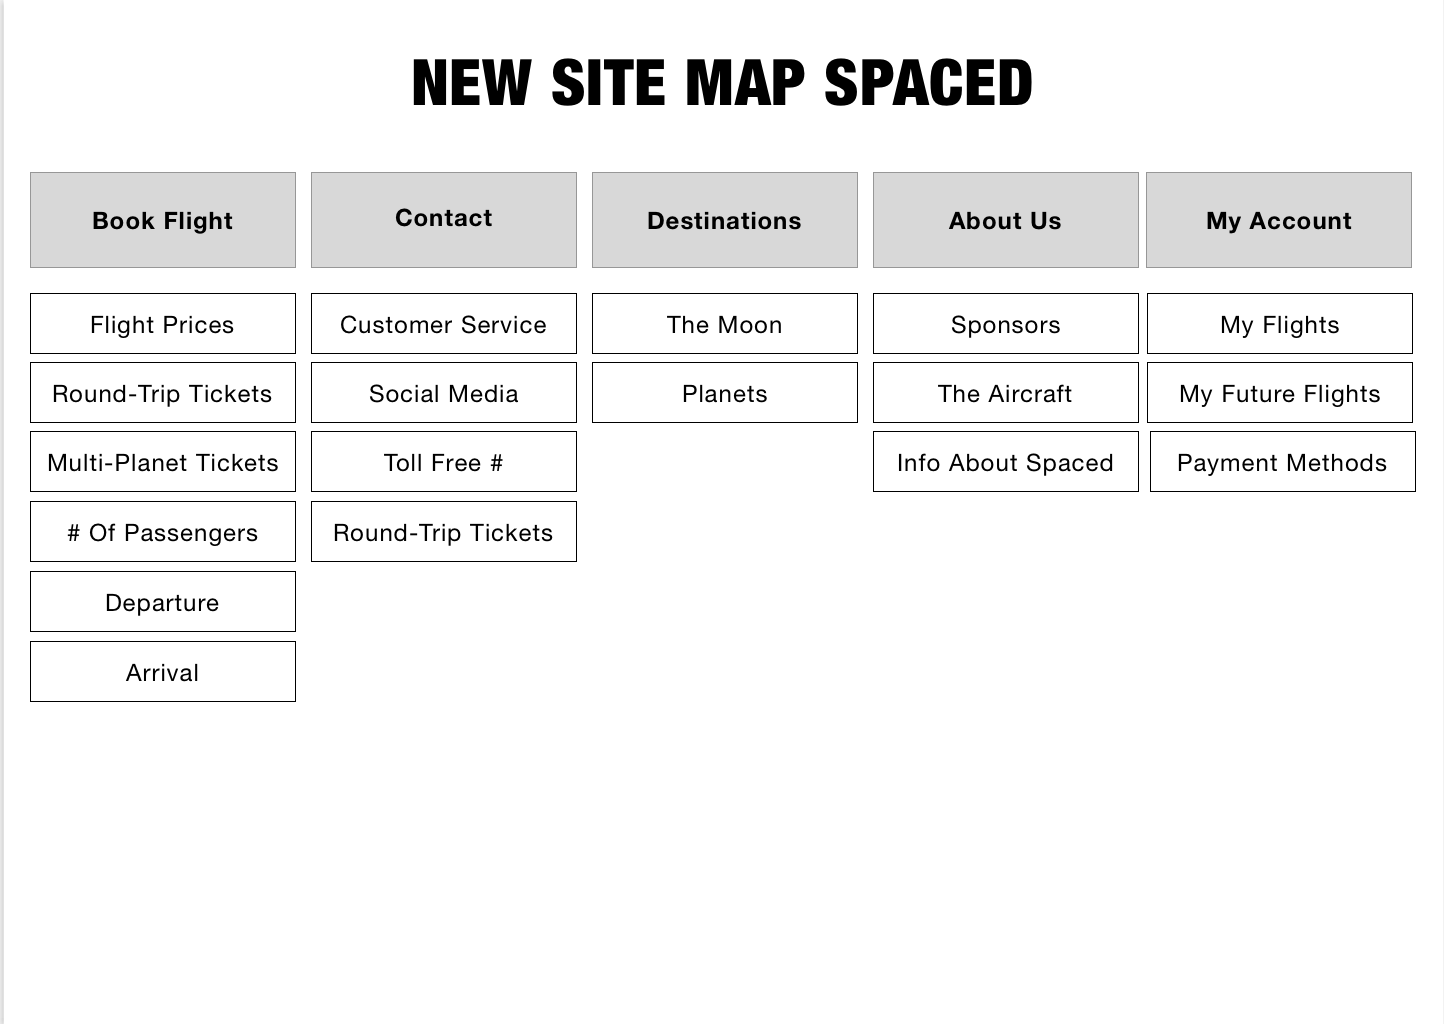 NEW SITE MAP SPACED
Book Flight
Flight Prices
Round-Trip Tickets
Multi-Planet Tickets
# Of Passengers
Departure
Arrival
Contact
Customer Service
Social Media
Toll Free #
Round-Trip Tickets
Destinations
The Moon
Planets
About Us
Sponsors
The Aircraft
Info About Spaced
My Account
My Flights
My Future Flights
Payment Methods